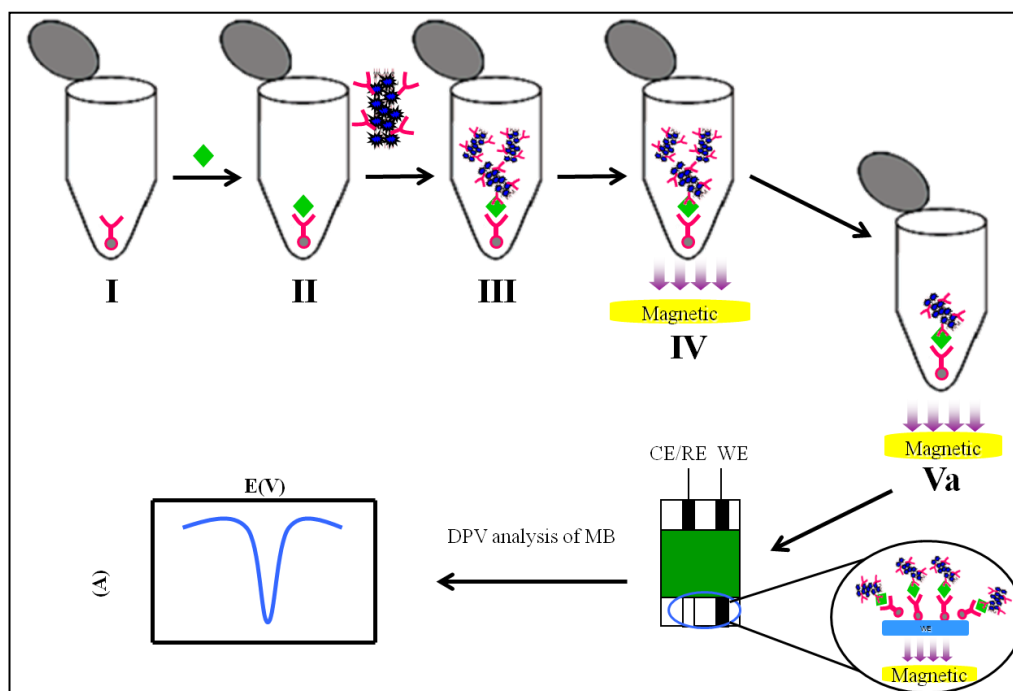 I
II
III
Magnetic
IV
Magnetic
Va
CE/RE WE
E(V)
(A)
DPV analysis of MB
WE
Magnetic